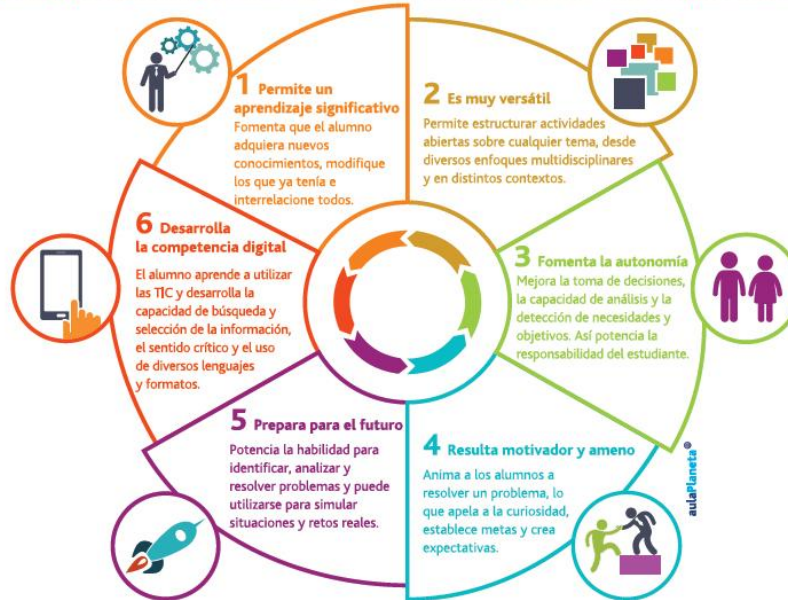 1 Permite un
aprendizaje significativo
Fomenta que el alumno
adquiera nuevos
conocimientos, modifique
los que ya tenía e
interrelacione todos.
2 Es muy versátil
Permite estructurar actividades
abiertas sobre cualquier tema, desde
diversos enfoques multidisciplinares
y en distintos contextos.
3 Fomenta la autonomía
Mejora la toma de decisiones,
la capacidad de análisis y la
detección de necesidades y
objetivos. Así potencia la
responsabilidad del estudiante.
4 Resulta motivador y ameno
Anima a los alumnos a
resolver un problema, lo
que apela a la curiosidad,
establece metas y crea
expectativas.
5 Prepara para el futuro
Potencia la habilidad para
identificar, analizar y
resolver problemas y puede
utilizarse para simular
situaciones y retos reales.
6 Desarrolla
la competencia digital
El alumno aprende a utilizar
las TIC y desarrolla la
capacidad de búsqueda y
selección de la información,
el sentido crítico y el uso
de diversos lenguajes
y formatos.
aulaPlaneta®